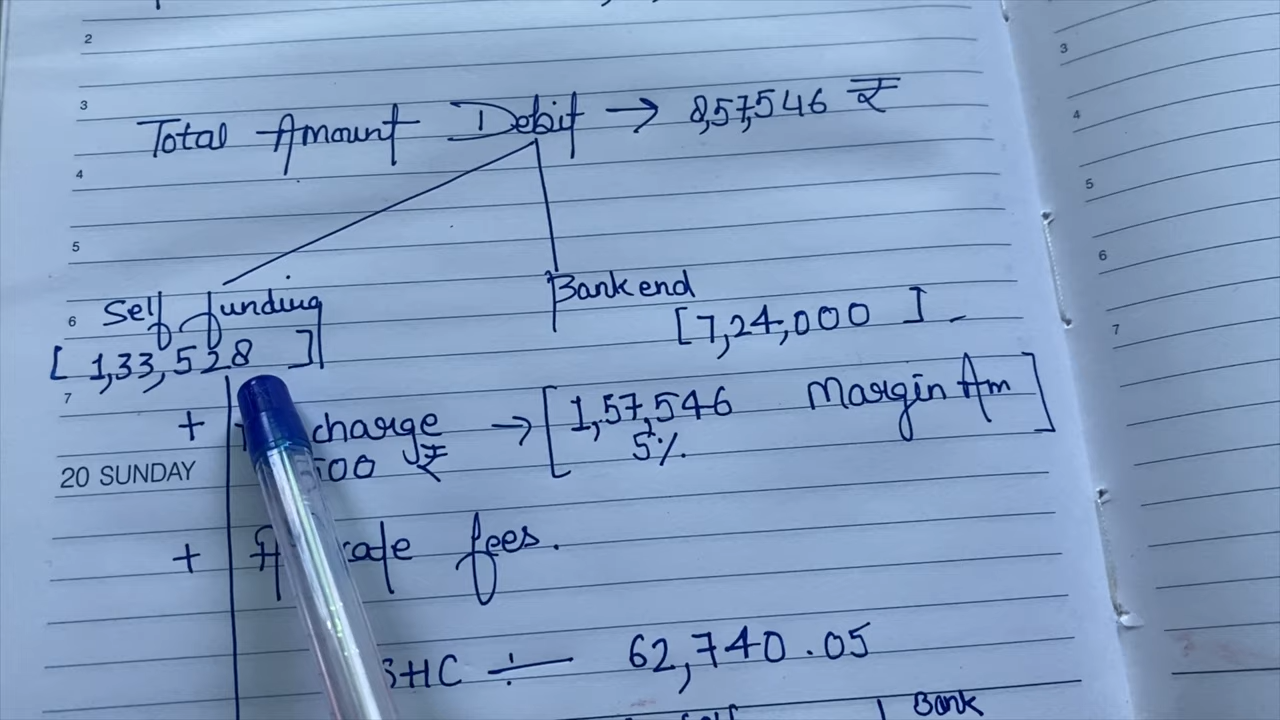 2
3
3
Total Amount Debit → 8,57,546 ₹
4
4
5
5
6
Self funding
Bank end
6
[ 1,33,528 ]
[7,24,000 ] -
7
7
+ charge → [ 1,57,546 Margin Am ]
500 ₹
5%
20 SUNDAY
+ fees.
÷ 62,740.05
Bank